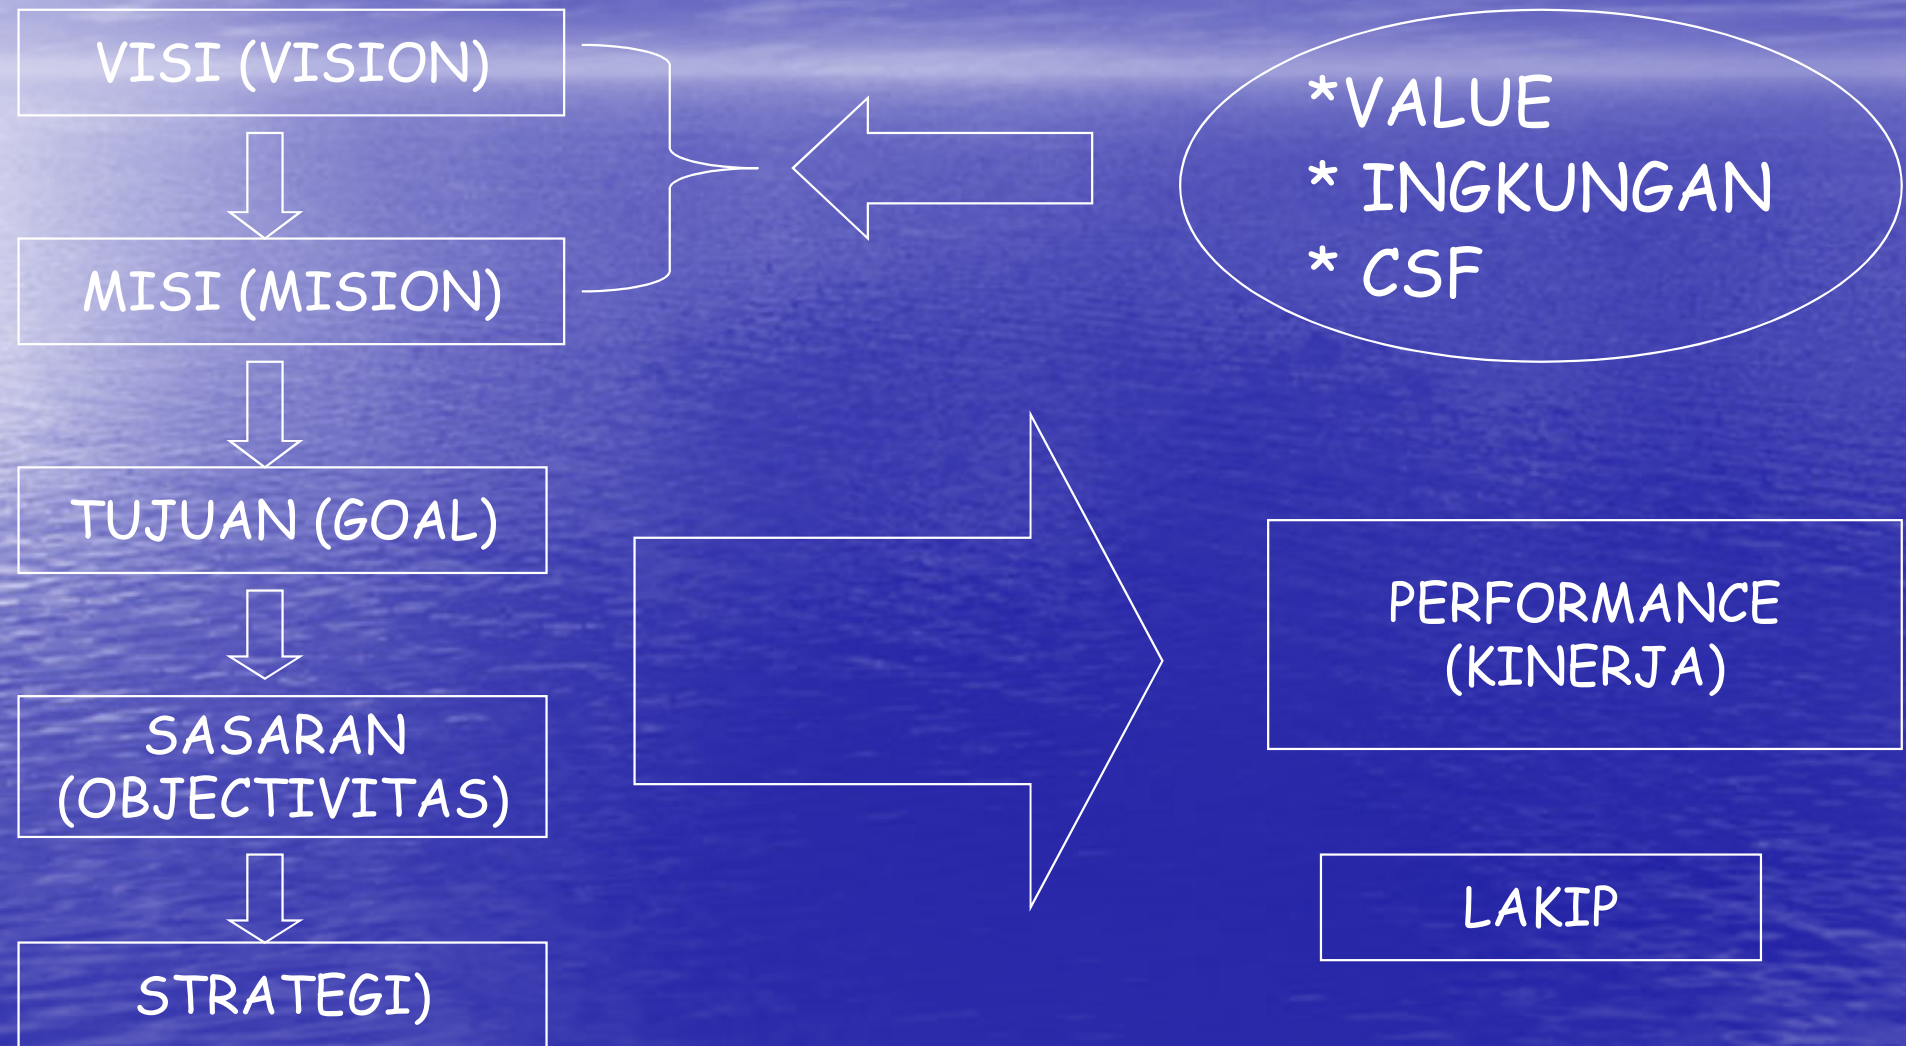 VISI (VISION)
MISI (MISION)
TUJUAN (GOAL)
SASARAN
(OBJECTIVITAS)
STRATEGI)
*VALUE
* INGKUNGAN
* CSF
PERFORMANCE
(KINERJA)
LAKIP